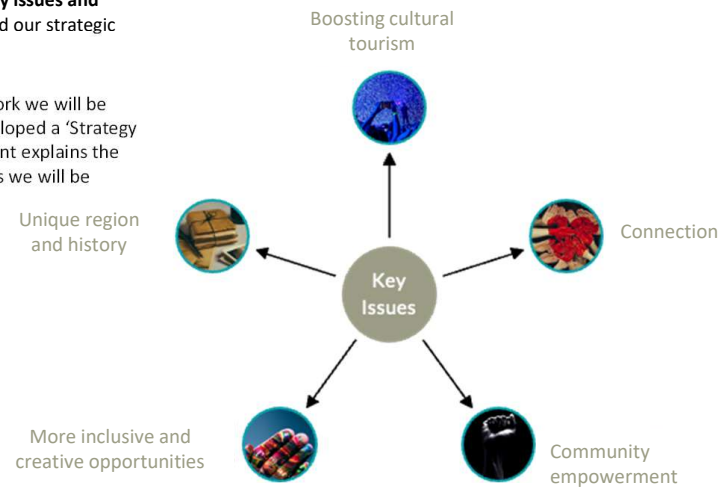 y issues and
d our strategic
ork we will be
loped a ‘Strategy
nt explains the
s we will be
Boosting cultural
tourism
Unique region
and history
Connection
Key
Issues
More inclusive and
creative opportunities
Community
empowerment